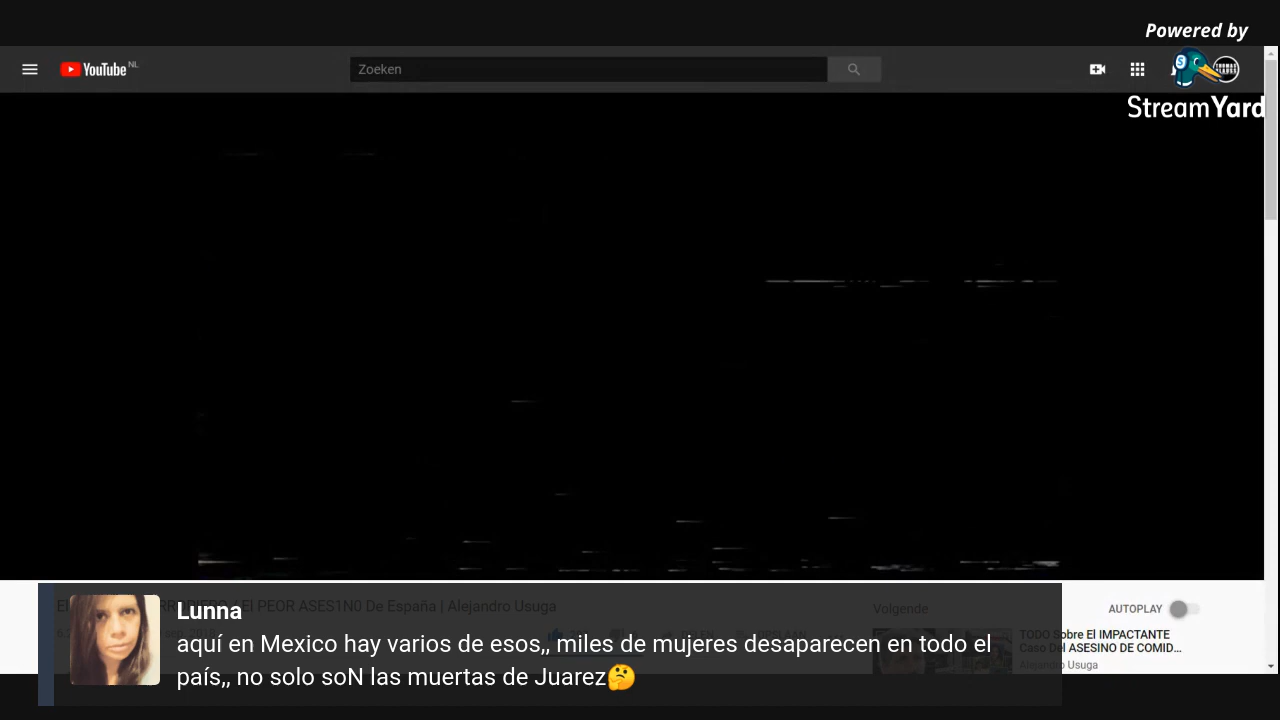 Powered by
YouTube NL
Zoeken
StreamYard
El PEOR ASES1N0 De España | Alejandro Usuga
Volgende
AUTOPLAY
TODO Sobre El IMPACTANTE
Caso Del ASESINO DE COMID...
Alejandro Usuga
Lunna
aquí en Mexico hay varios de esos,, miles de mujeres desaparecen en todo el
país,, no solo soN las muertas de Juarez🤔